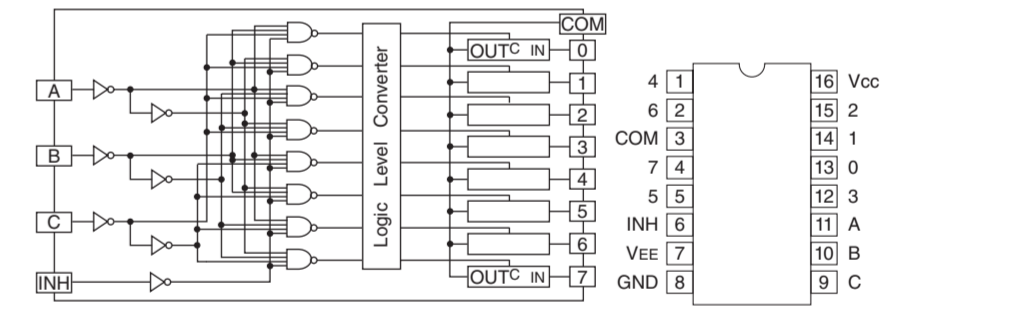 COM
OUT C IN 0
1
A
2
3
B
4
5
C
6
INH
OUT C IN 7
Logic Level Converter
4 1 16 Vcc
6 2 15 2
COM 3 14 1
7 4 13 0
5 5 12 3
INH 6 11 A
VEE 7 10 B
GND 8 9 C